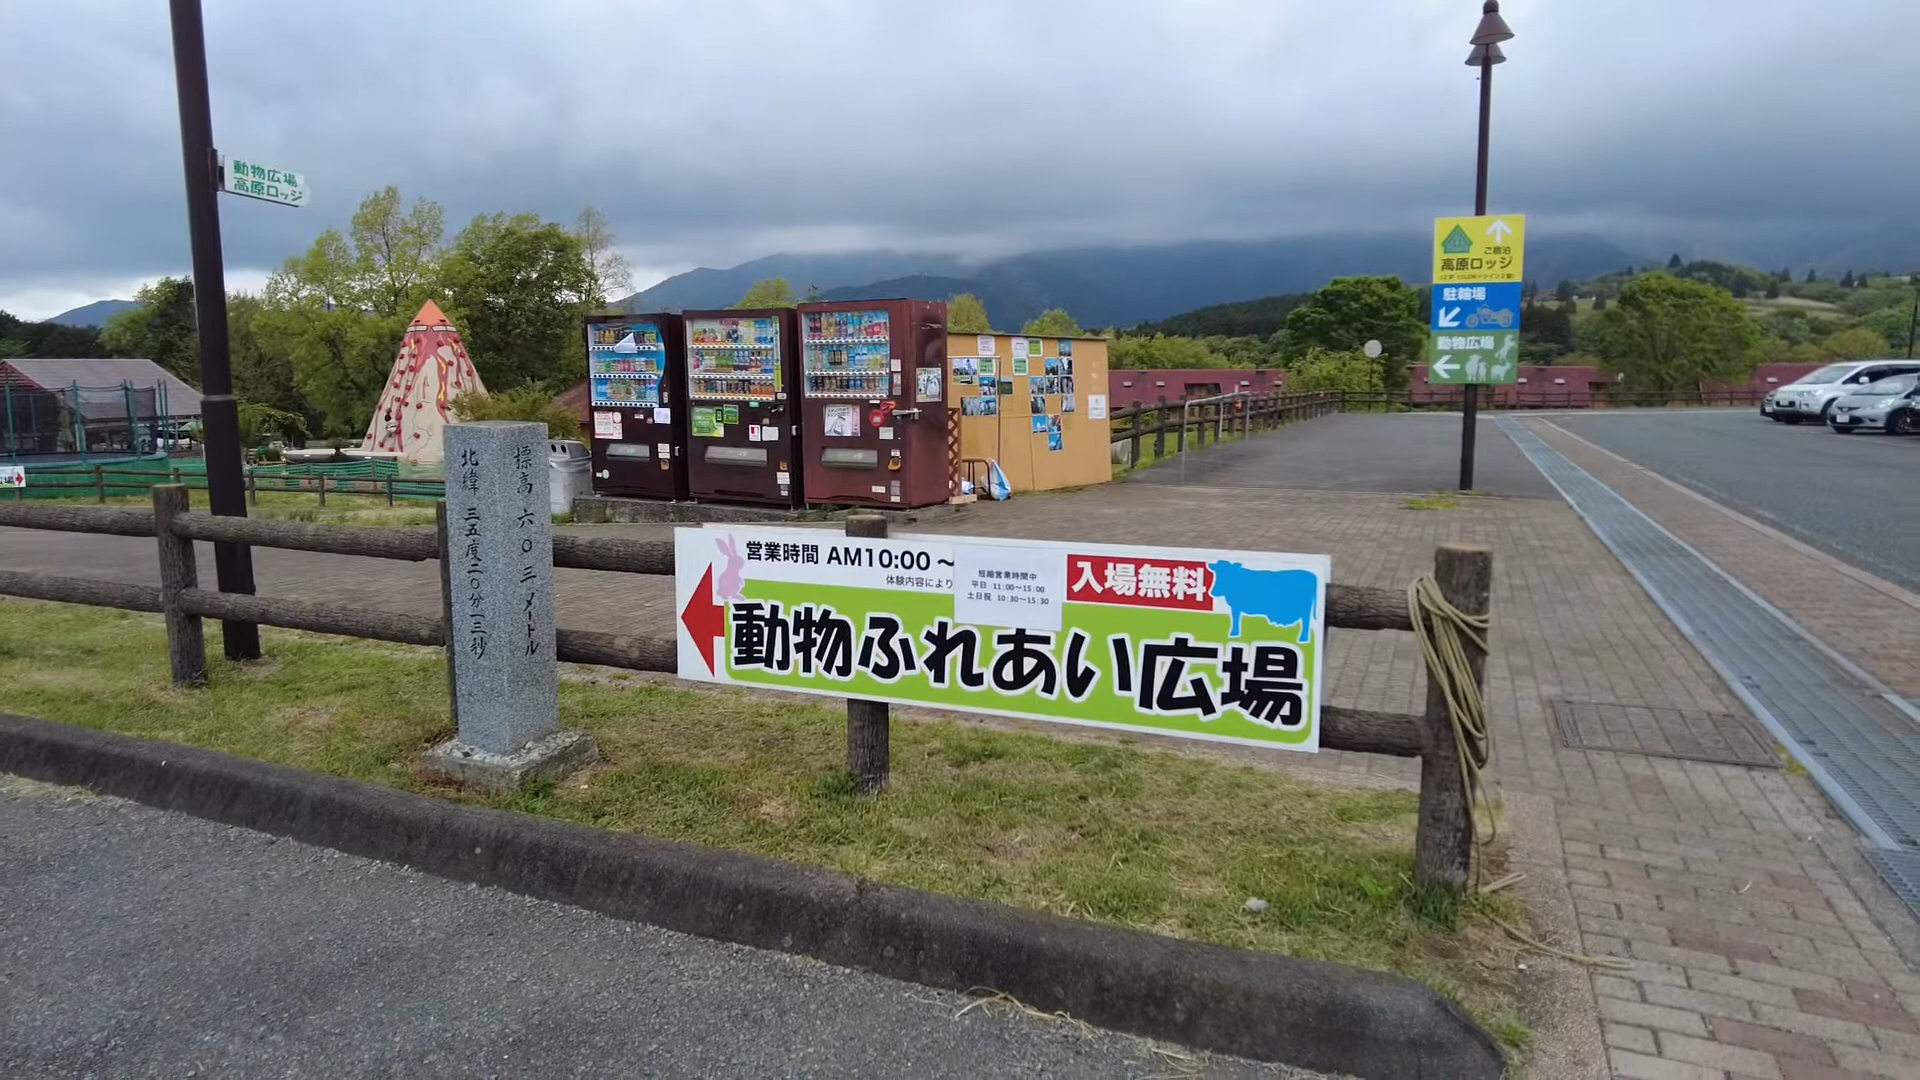 動物広場
高原ロッジ
ご宿泊
高原ロッジ
駐輪場
動物広場
標高 六〇三メートル
北緯 三五度二〇分一三秒
営業時間 AM10:00～
体験内容により
短縮営業時間中
平日 11:00～15:00
土日祝 10:30～15:30
入場無料
動物ふれあい広場